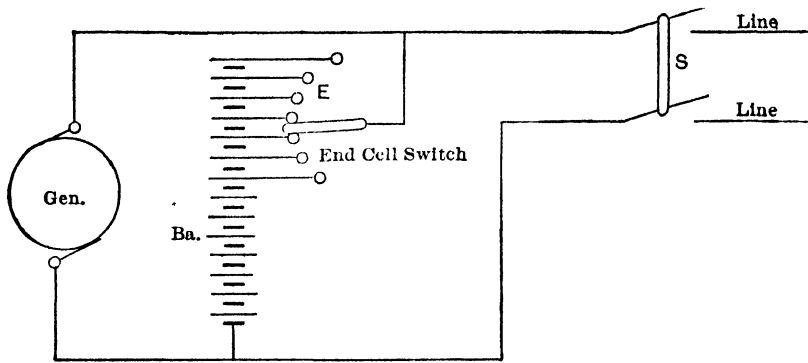 Line
S
Line
E
End Cell Switch
Gen.
Ba.